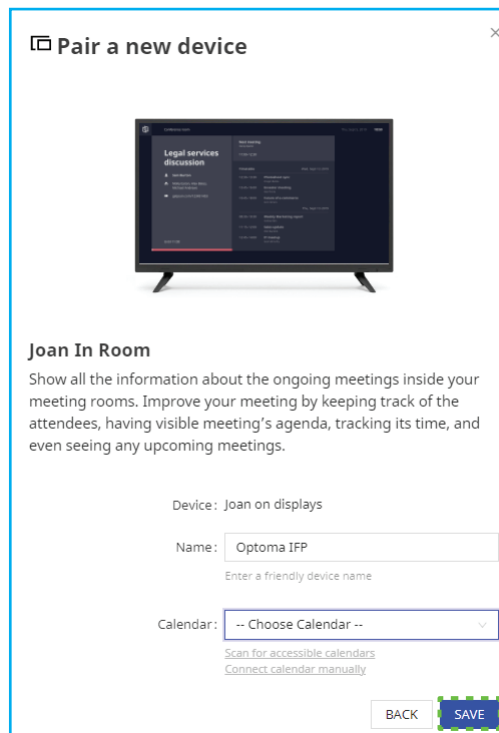 Pair a new device
Legal services
discussion
Joan In Room
Show all the information about the ongoing meetings inside your
meeting rooms. Improve your meeting by keeping track of the
attendees, having visible meeting’s agenda, tracking its time, and
even seeing any upcoming meetings.
Device: Joan on displays
Name: Optoma IFP
Enter a friendly device name
Calendar: -- Choose Calendar --
Scan for accessible calendars
Connect calendar manually
BACK SAVE